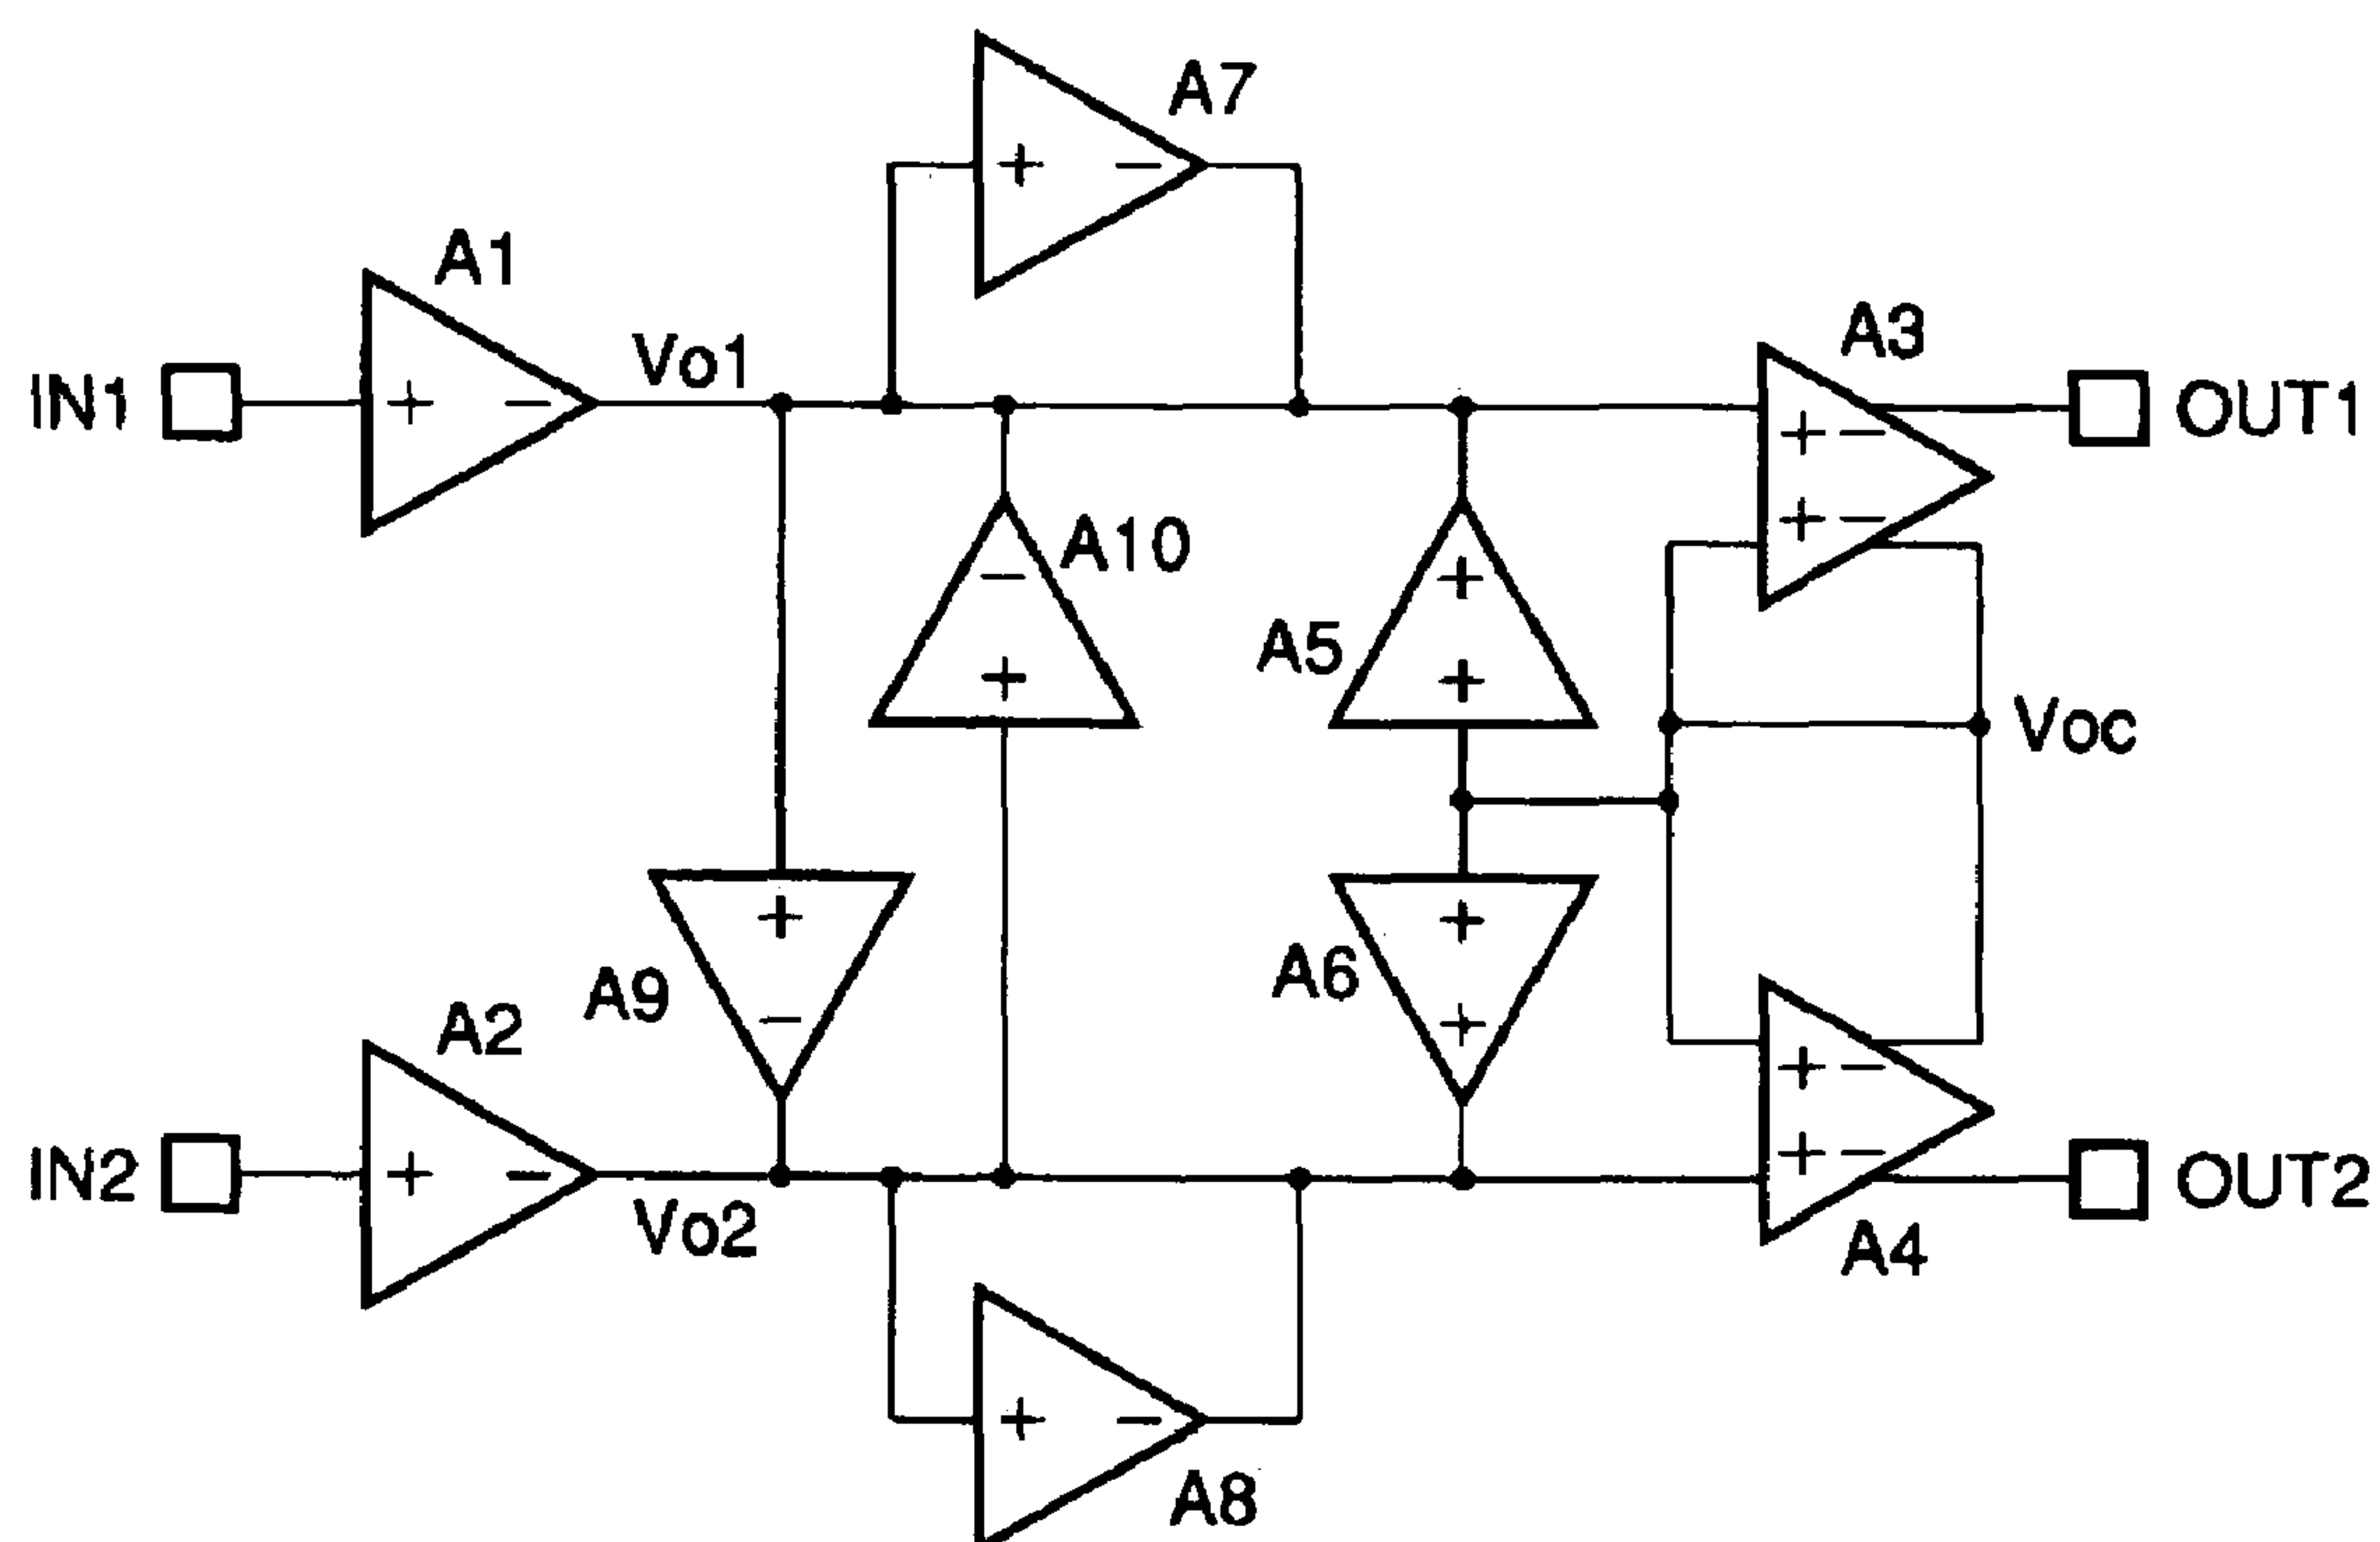 A7
A1
Vo1
A3
IN1
+ −
+ −
OUT1
+ −
+ −
A10
−
+
A5
+
+
Voc
A9
+
−
A6
+
+
A2
IN2
+ −
Vo2
+ −
+ −
OUT2
A4
+ −
A8